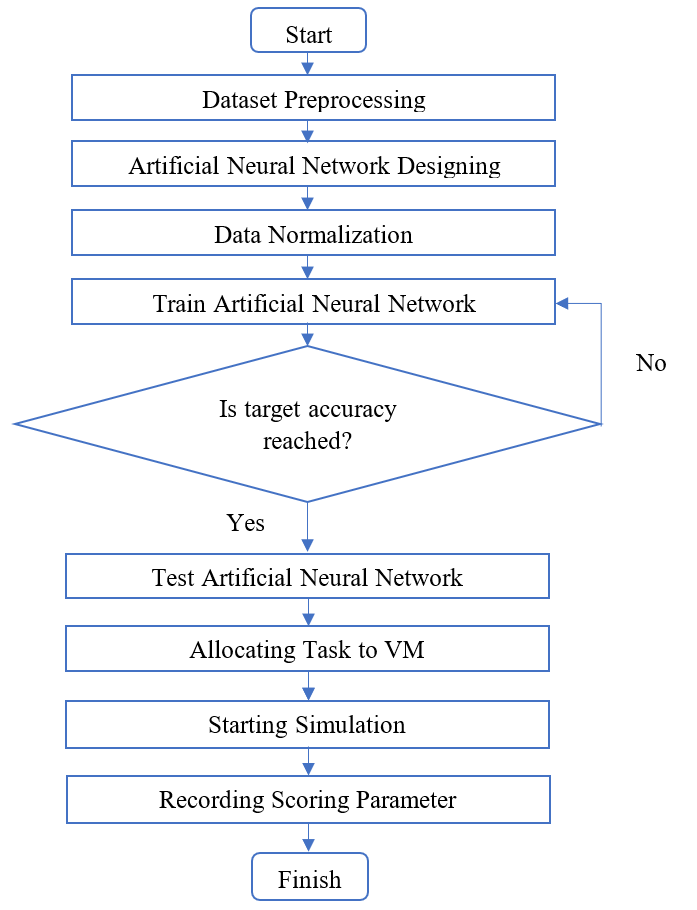 Start
Dataset Preprocessing
Artificial Neural Network Designing
Data Normalization
Train Artificial Neural Network
No
Is target accuracy
reached?
Yes
Test Artificial Neural Network
Allocating Task to VM
Starting Simulation
Recording Scoring Parameter
Finish